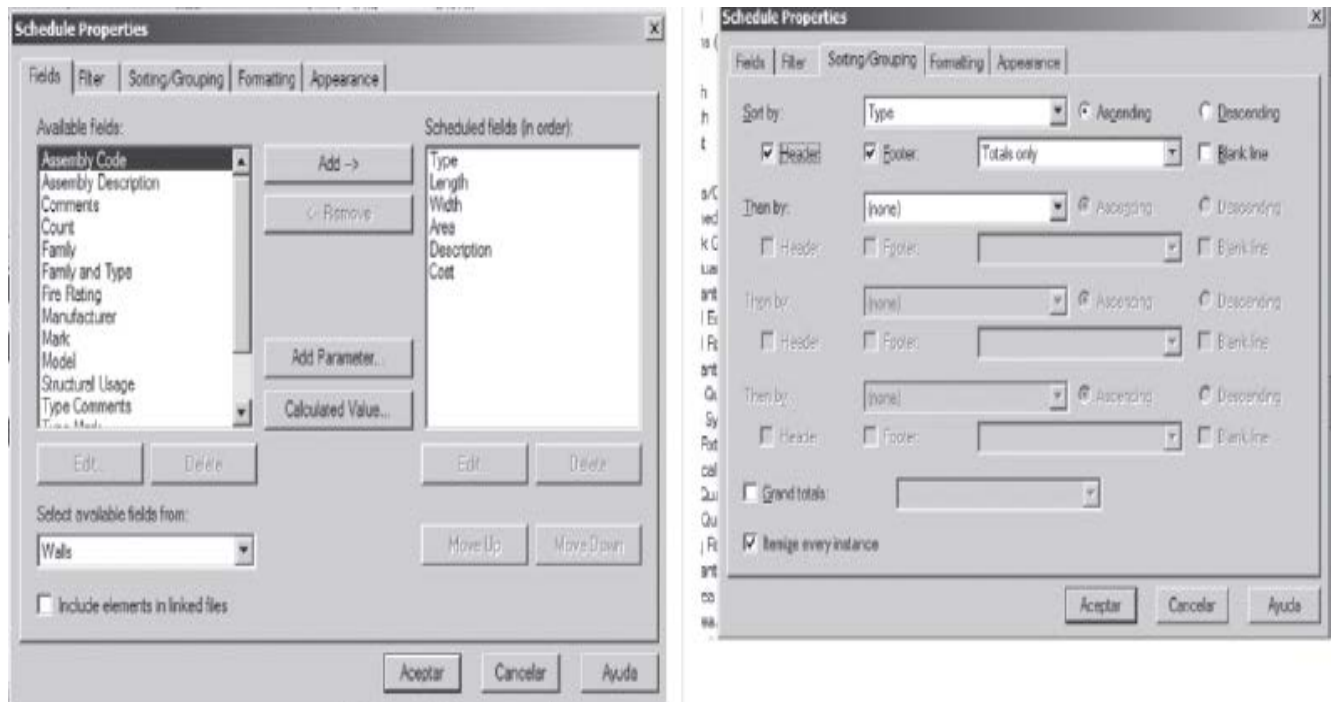 Schedule Properties
Fields Filter Sorting/Grouping Formatting Appearance
Available fields:
Assembly Code
Assembly Description
Comments
Count
Family
Family and Type
Fire Rating
Manufacturer
Mark
Model
Structural Usage
Type Comments
Type Mark
Add -->
<-- Remove
Add Parameter...
Calculated Value...
Scheduled fields (in order):
Type
Length
Width
Area
Description
Cost
Edit... Delete
Edit... Delete
Select available fields from:
Walls
Move Up Move Down
Include elements in linked files
Aceptar Cancelar Ayuda
Schedule Properties
Fields Filter Sorting/Grouping Formatting Appearance
Sort by: Type Ascending Descending
Header Footer: Totals only Blank line
Then by: (none) Ascending Descending
Header Footer: Blank line
Then by: (none) Ascending Descending
Header Footer: Blank line
Then by: (none) Ascending Descending
Header Footer: Blank line
Grand totals:
Itemize every instance
Aceptar Cancelar Ayuda